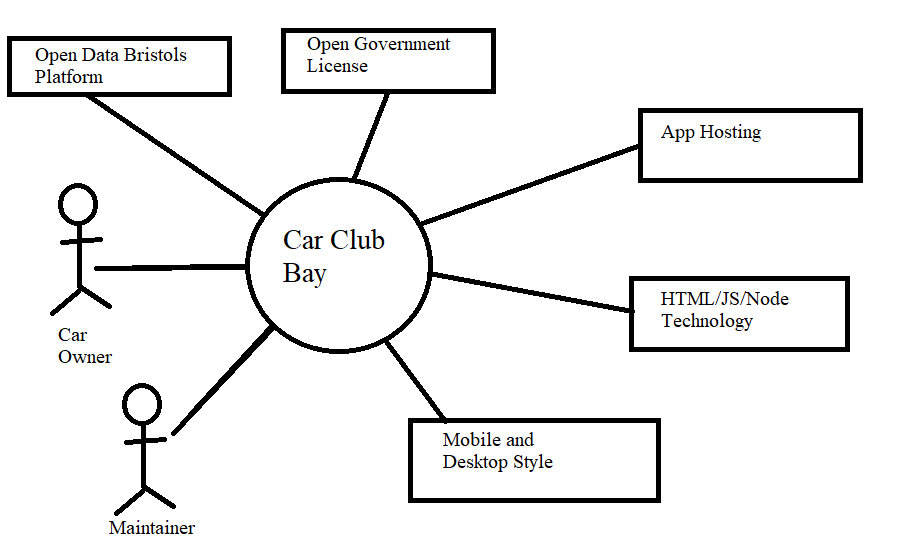 Open Data Bristols
Platform
Open Government
License
App Hosting
Car Club
Bay
HTML/JS/Node
Technology
Car
Owner
Mobile and
Desktop Style
Maintainer